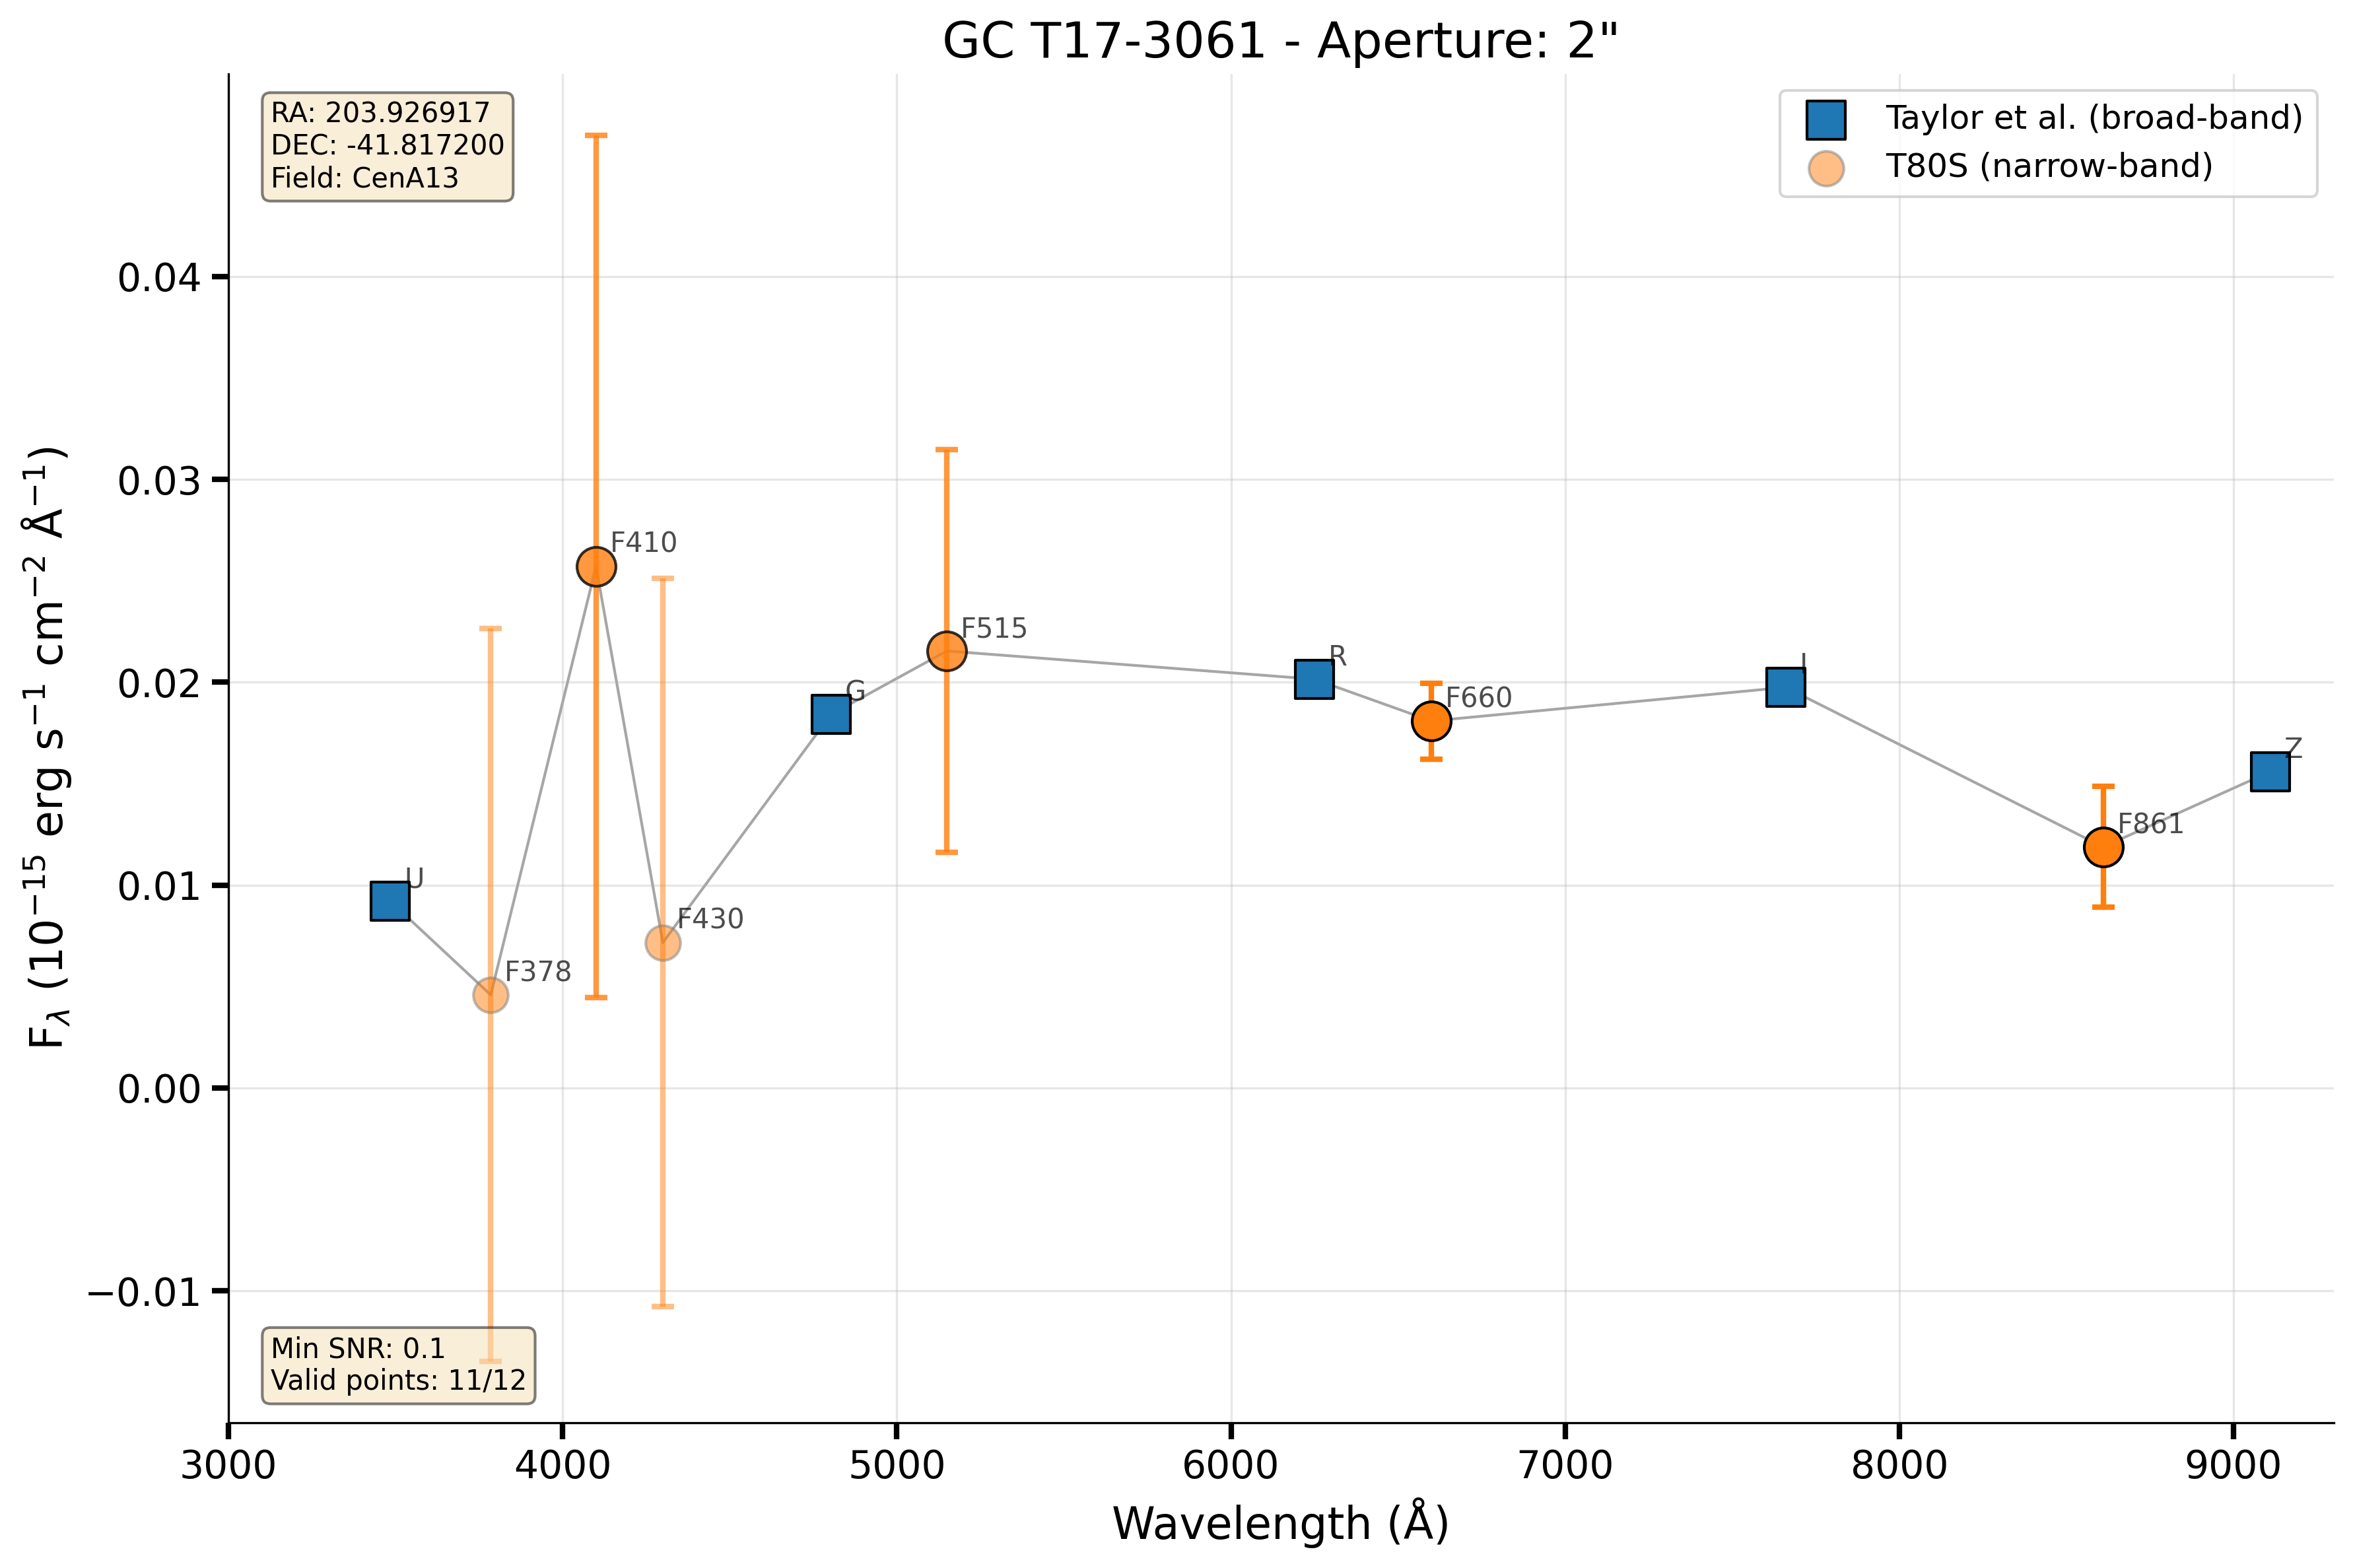 GC T17-3061 - Aperture: 2"
RA: 203.926917
DEC: -41.817200
Field: CenA13
Taylor et al. (broad-band)
T80S (narrow-band)
0.04
0.03
0.02
0.01
0.00
−0.01
F$_{λ}$ (10$^{−15}$ erg s$^{−1}$ cm$^{−2}$ Å$^{−1}$)
U
F378
F410
F430
G
F515
R
F660
I
F861
Z
Min SNR: 0.1
Valid points: 11/12
3000 4000 5000 6000 7000 8000 9000
Wavelength (Å)